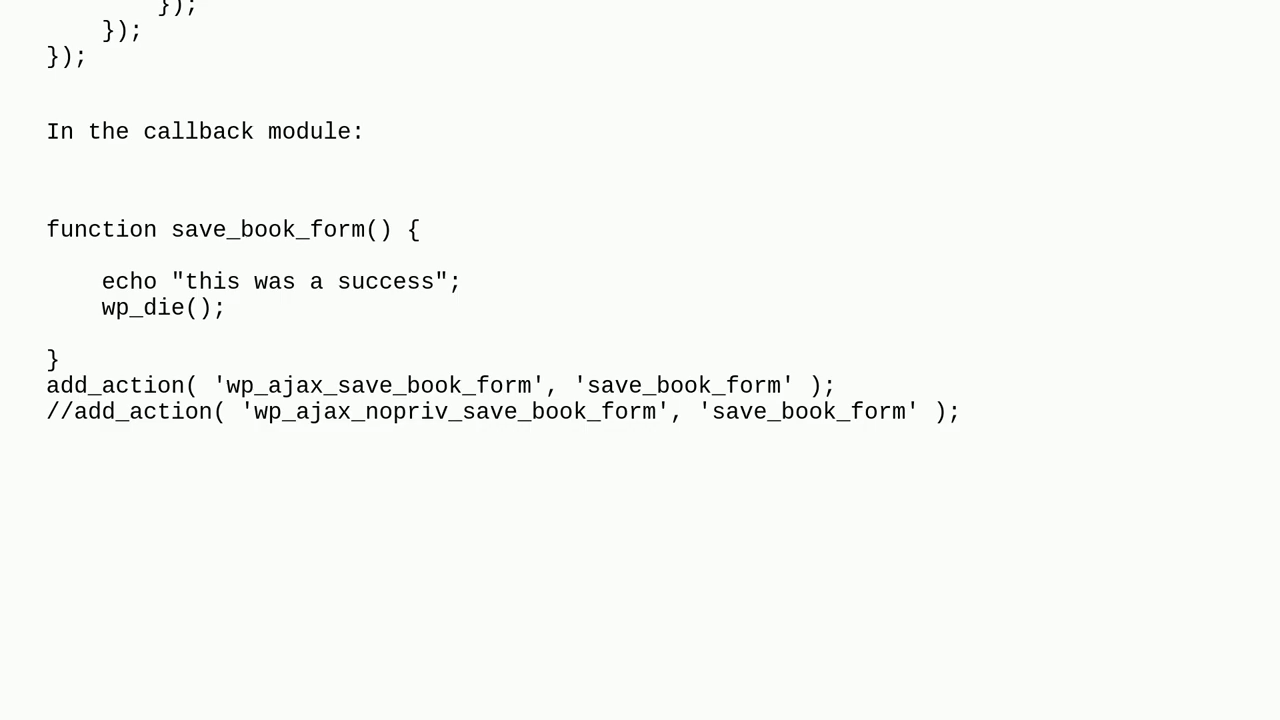 });
});
});
In the callback module:
function save_book_form() {
echo "this was a success";
wp_die();
}
add_action( 'wp_ajax_save_book_form', 'save_book_form' );
//add_action( 'wp_ajax_nopriv_save_book_form', 'save_book_form' );